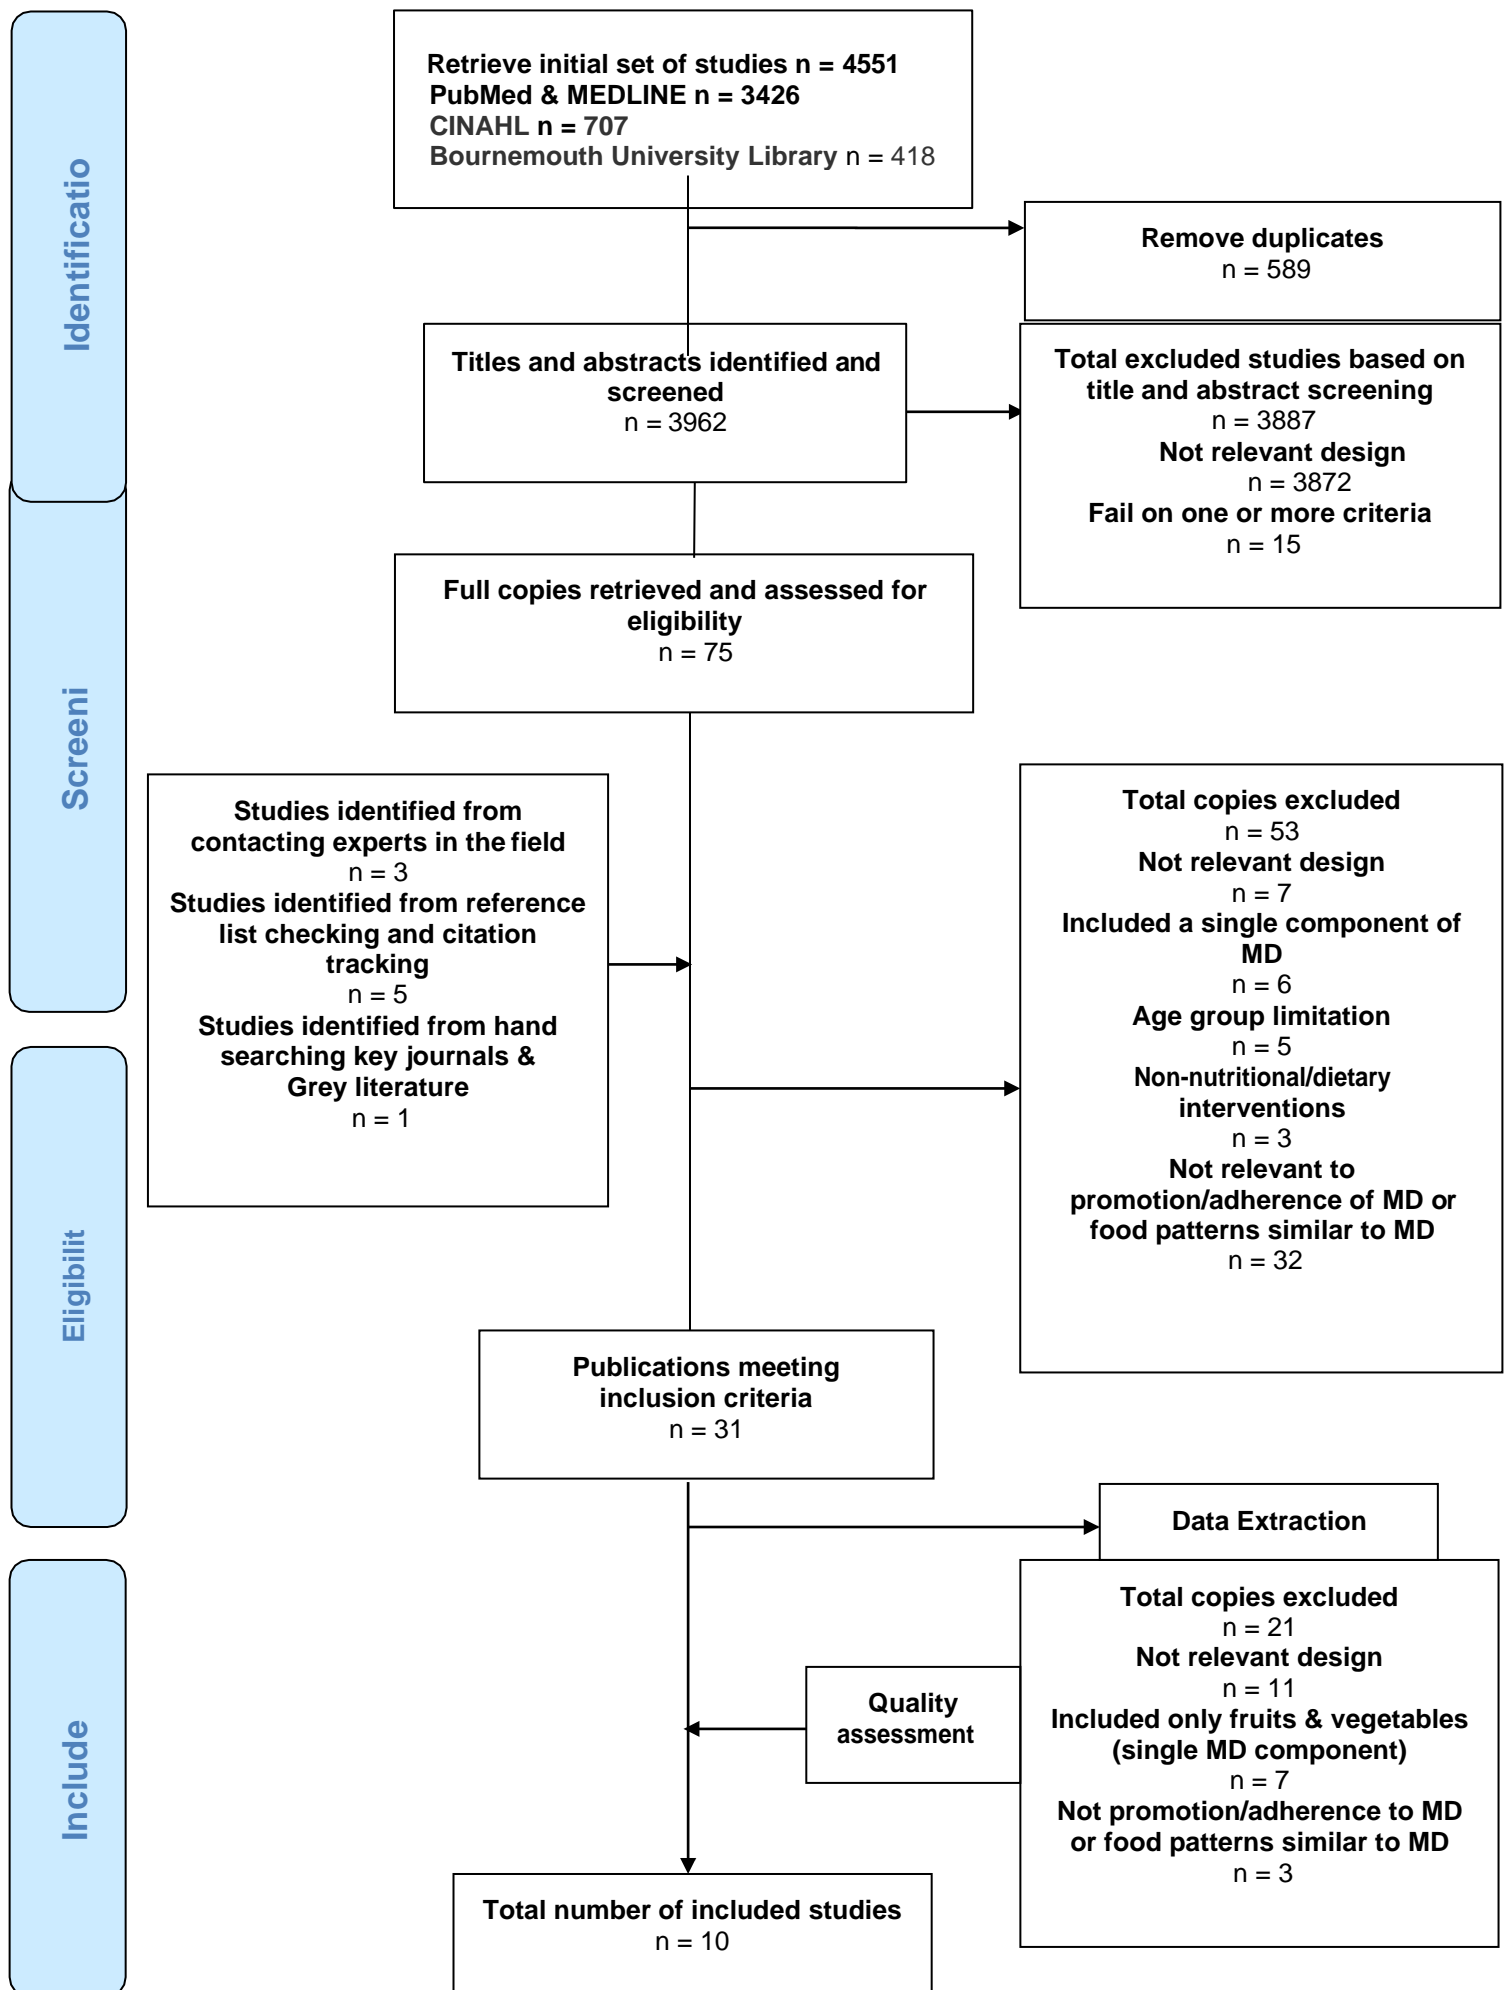 Identificatio
Retrieve initial set of studies n = 4551
PubMed & MEDLINE n = 3426
CINAHL n = 707
Bournemouth University Library n = 418
Remove duplicates
n = 589
Titles and abstracts identified and
screened
n = 3962
Total excluded studies based on
title and abstract screening
n = 3887
Not relevant design
n = 3872
Fail on one or more criteria
n = 15
Screeni
Full copies retrieved and assessed for
eligibility
n = 75
Studies identified from
contacting experts in the field
n = 3
Studies identified from reference
list checking and citation
tracking
n = 5
Studies identified from hand
searching key journals &
Grey literature
n = 1
Total copies excluded
n = 53
Not relevant design
n = 7
Included a single component of
MD
n = 6
Age group limitation
n = 5
Non-nutritional/dietary
interventions
n = 3
Not relevant to
promotion/adherence of MD or
food patterns similar to MD
n = 32
Eligibilit
Publications meeting
inclusion criteria
n = 31
Data Extraction
Include
Total copies excluded
n = 21
Not relevant design
n = 11
Included only fruits & vegetables
(single MD component)
n = 7
Not promotion/adherence to MD
or food patterns similar to MD
n = 3
Quality
assessment
Total number of included studies
n = 10